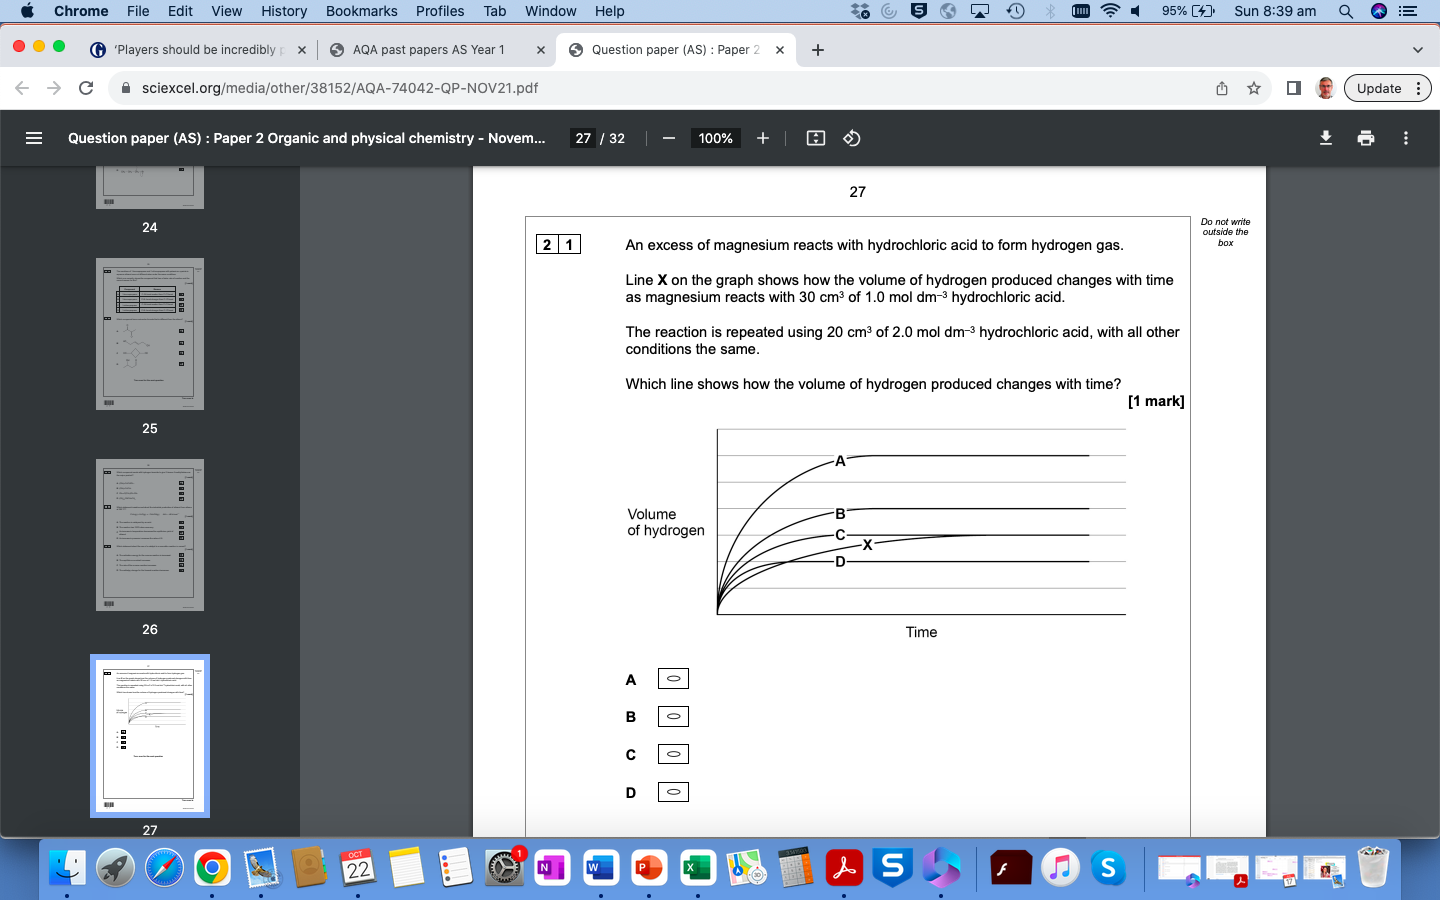 Chrome File Edit View History Bookmarks Profiles Tab Window Help 95% Sun 8:39 am
'Players should be incredibly p
AQA past papers AS Year 1
Question paper (AS) : Paper 2
sciexcel.org/media/other/38152/AQA-74042-QP-NOV21.pdf
Update
Question paper (AS) : Paper 2 Organic and physical chemistry - Novem... 27 / 32 100%
24
25
26
27
27
Do not write
outside the
box
2 1 An excess of magnesium reacts with hydrochloric acid to form hydrogen gas.
Line X on the graph shows how the volume of hydrogen produced changes with time
as magnesium reacts with 30 cm³ of 1.0 mol dm⁻³ hydrochloric acid.
The reaction is repeated using 20 cm³ of 2.0 mol dm⁻³ hydrochloric acid, with all other
conditions the same.
Which line shows how the volume of hydrogen produced changes with time?
[1 mark]
A
B
C
X
D
Volume
of hydrogen
Time
A
B
C
D
OCT
22
1
N
W
P
X
3D
S
f
S
17